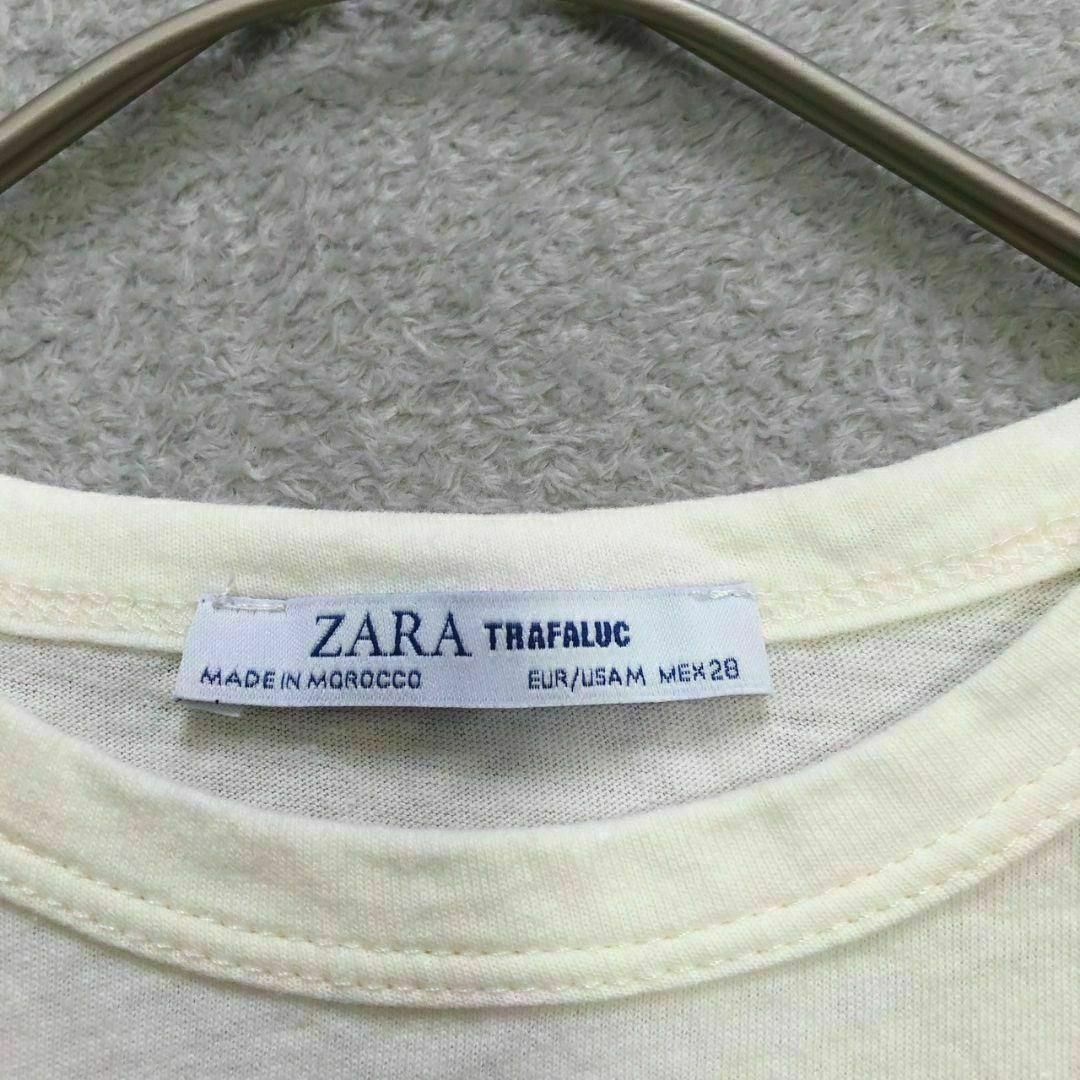 ZARA TRAFALUC
MADE IN MOROCCO EUR/USA M MEX 28